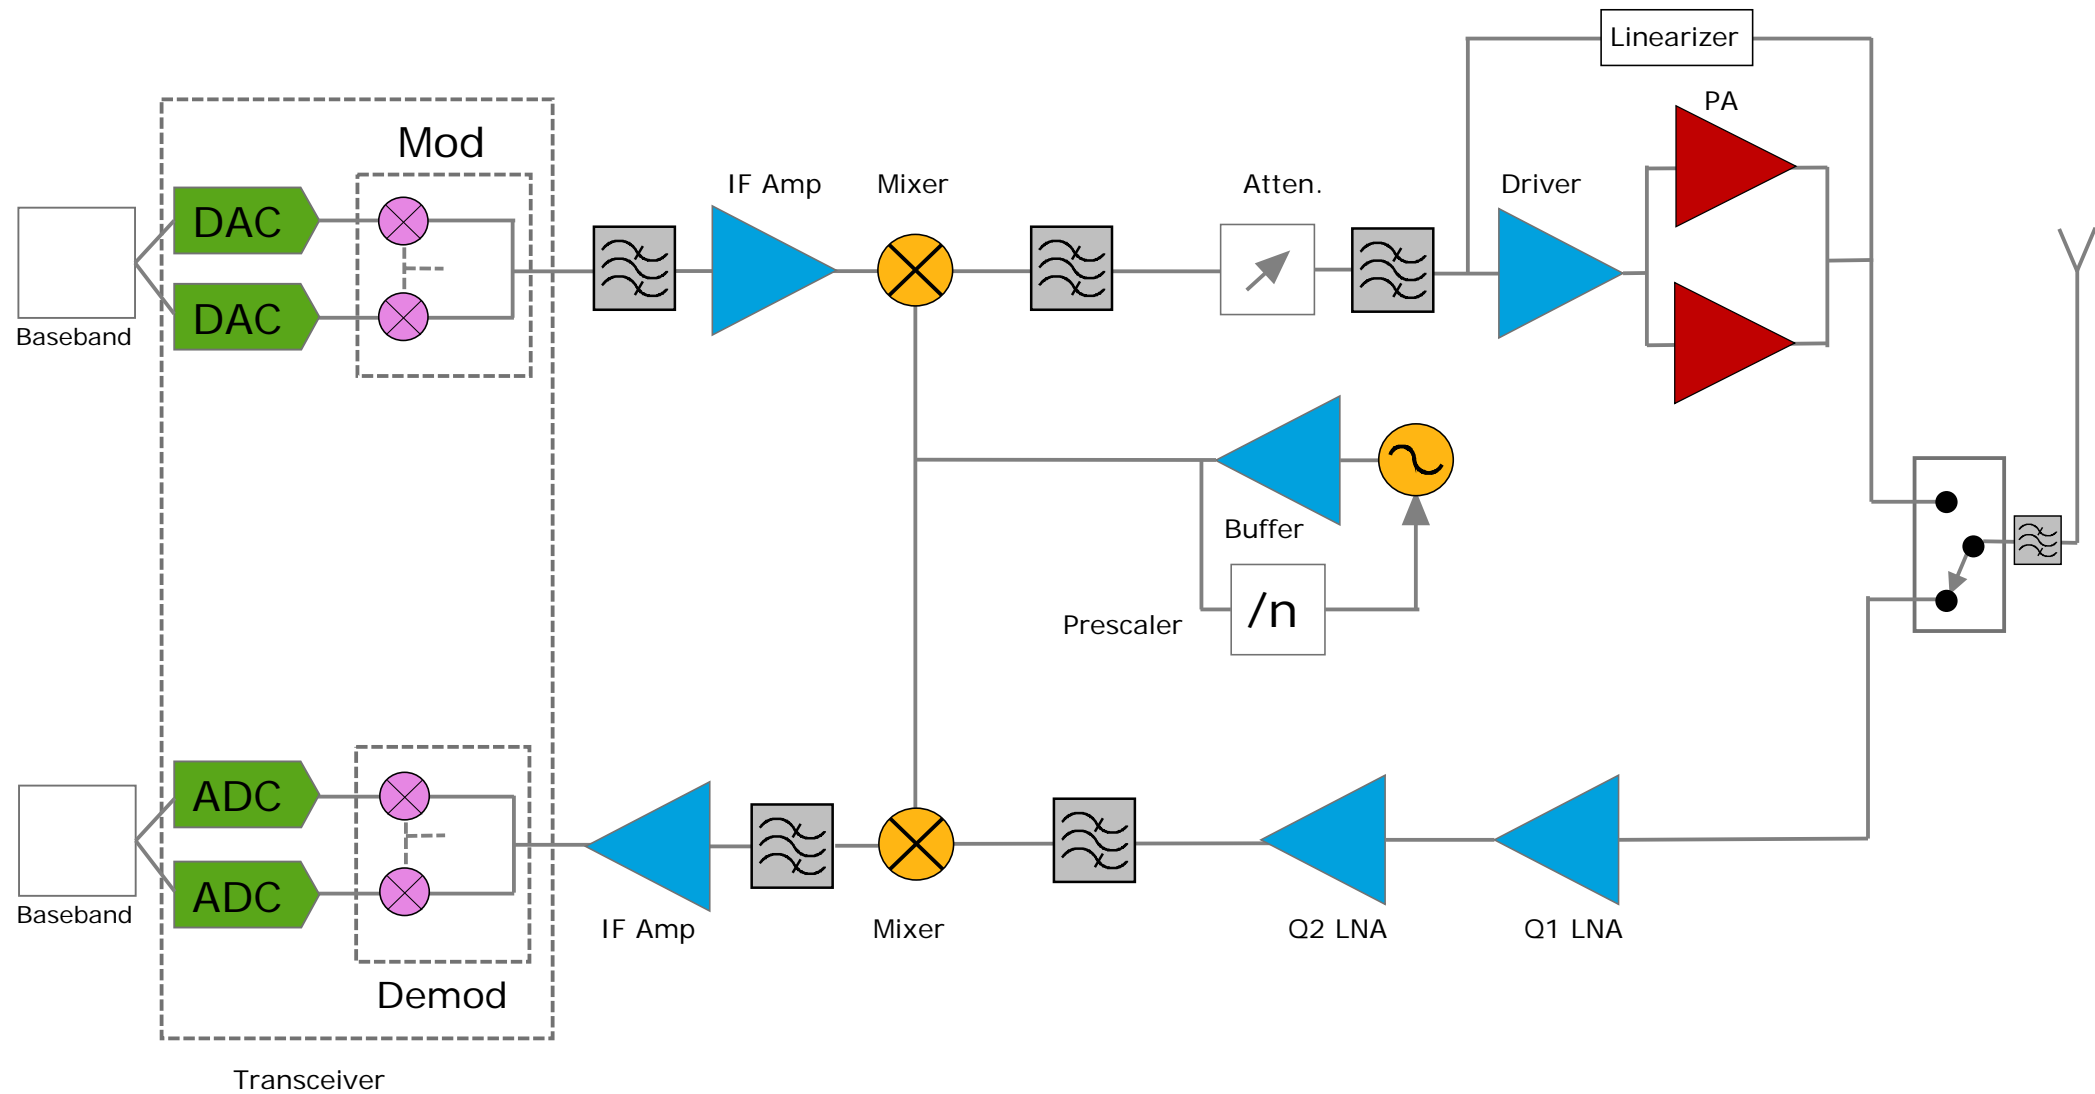 Linearizer
PA
Mod
IF Amp
Mixer
Atten.
Driver
DAC
DAC
Baseband
Buffer
/n
Prescaler
ADC
ADC
Baseband
IF Amp
Mixer
Q2 LNA
Q1 LNA
Demod
Transceiver